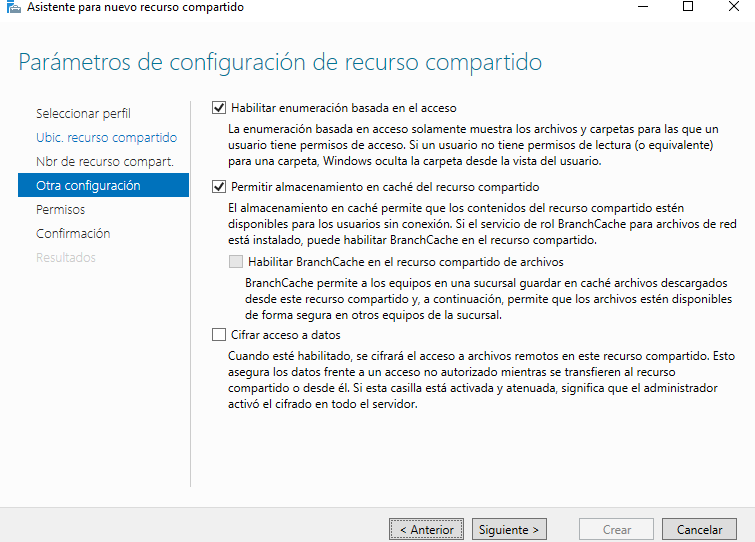 Asistente para nuevo recurso compartido
Parámetros de configuración de recurso compartido
Seleccionar perfil
Ubic. recurso compartido
Nbr de recurso compart.
Otra configuración
Permisos
Confirmación
Resultados
Habilitar enumeración basada en el acceso
La enumeración basada en acceso solamente muestra los archivos y carpetas para las que un
usuario tiene permisos de acceso. Si un usuario no tiene permisos de lectura (o equivalente)
para una carpeta, Windows oculta la carpeta desde la vista del usuario.
Permitir almacenamiento en caché del recurso compartido
El almacenamiento en caché permite que los contenidos del recurso compartido estén
disponibles para los usuarios sin conexión. Si el servicio de rol BranchCache para archivos de red
está instalado, puede habilitar BranchCache en el recurso compartido.
Habilitar BranchCache en el recurso compartido de archivos
BranchCache permite a los equipos en una sucursal guardar en caché archivos descargados
desde este recurso compartido y, a continuación, permite que los archivos estén disponibles
de forma segura en otros equipos de la sucursal.
Cifrar acceso a datos
Cuando esté habilitado, se cifrará el acceso a archivos remotos en este recurso compartido. Esto
asegura los datos frente a un acceso no autorizado mientras se transfieren al recurso
compartido o desde él. Si esta casilla está activada y atenuada, significa que el administrador
activó el cifrado en todo el servidor.
< Anterior
Siguiente >
Crear
Cancelar